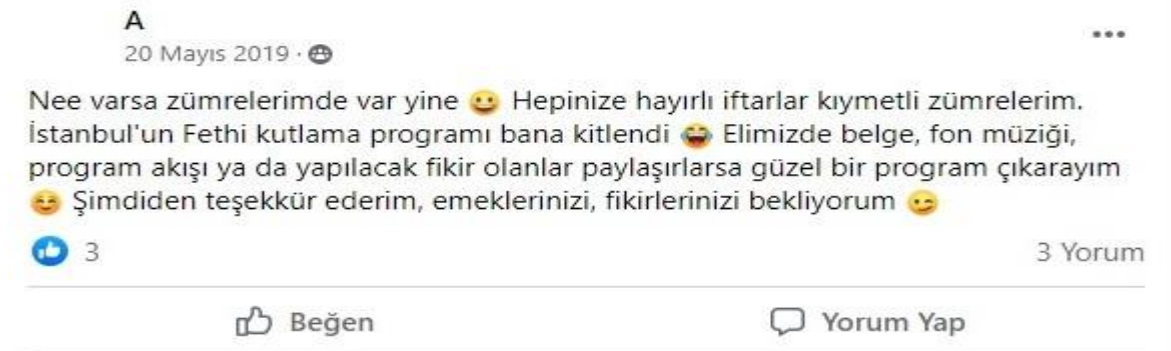 A
20 Mayıs 2019 ·
Nee varsa zümrelerimde var yine 😀 Hepinize hayırlı iftarlar kıymetli zümrelerim.
İstanbul'un Fethi kutlama programı bana kitlendi 😂 Elimizde belge, fon müziği,
program akışı ya da yapılacak fikir olanlar paylaşırlarsa güzel bir program çıkarayım
😊 Şimdiden teşekkür ederim, emeklerinizi, fikirlerinizi bekliyorum 😉
3
3 Yorum
Beğen
Yorum Yap